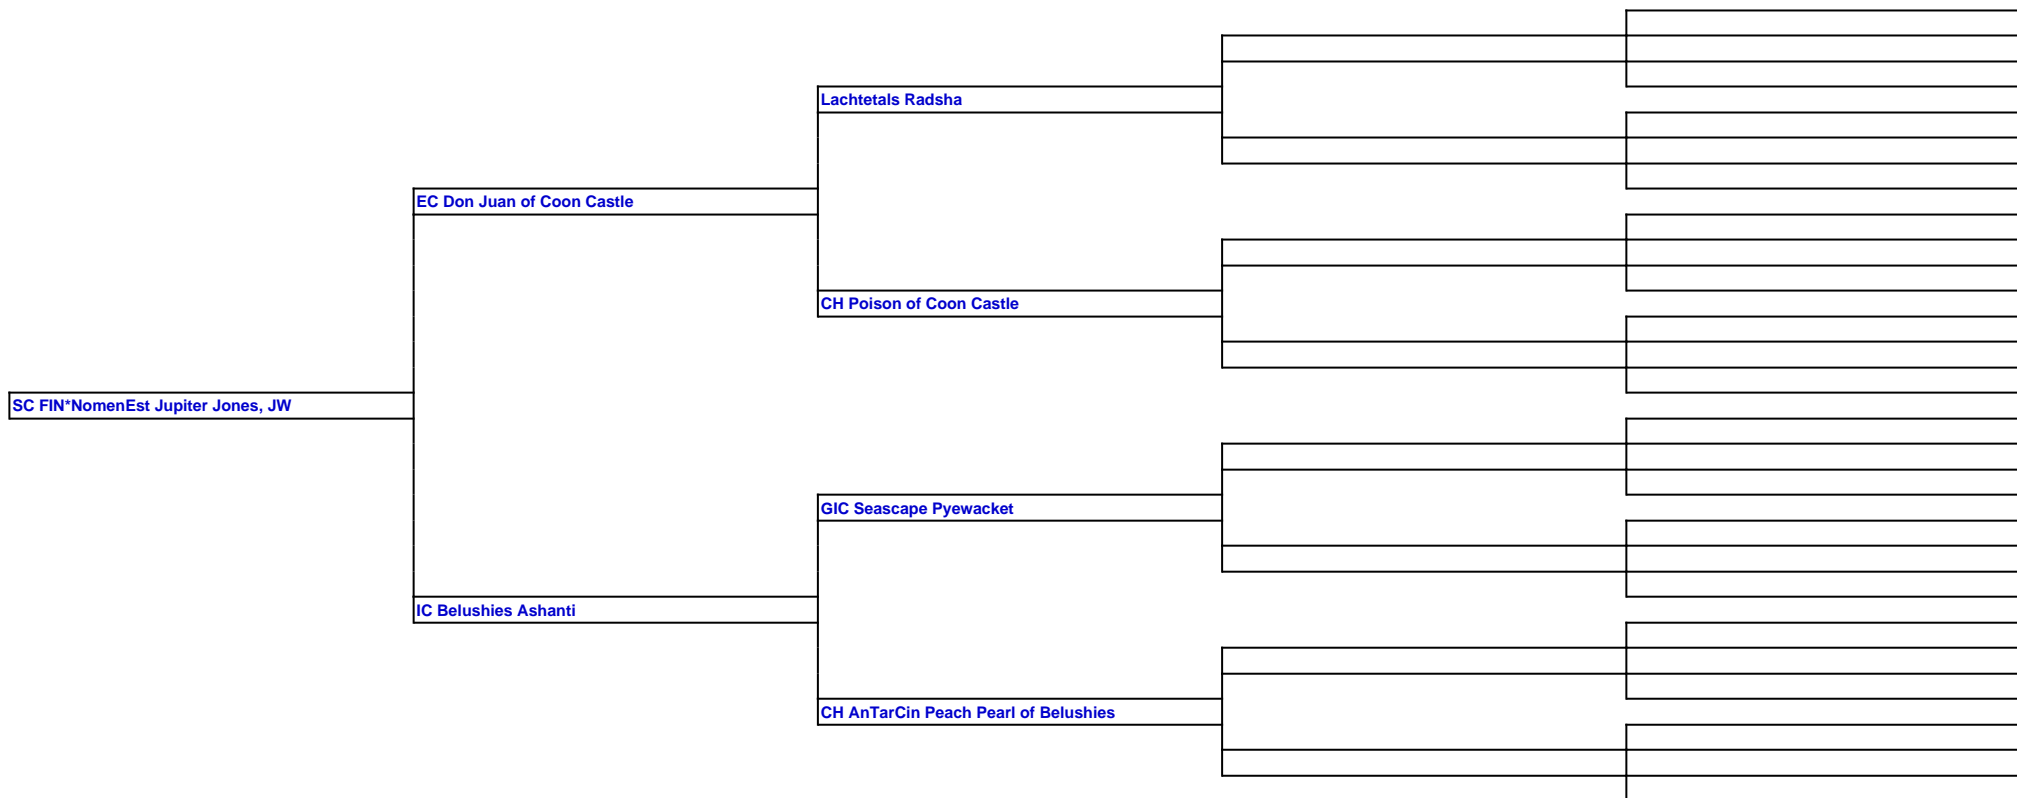 Lachtetals Radsha
EC Don Juan of Coon Castle
CH Poison of Coon Castle
SC FIN*NomenEst Jupiter Jones, JW
GIC Seascape Pyewacket
IC Belushies Ashanti
CH AnTarCin Peach Pearl of Belushies